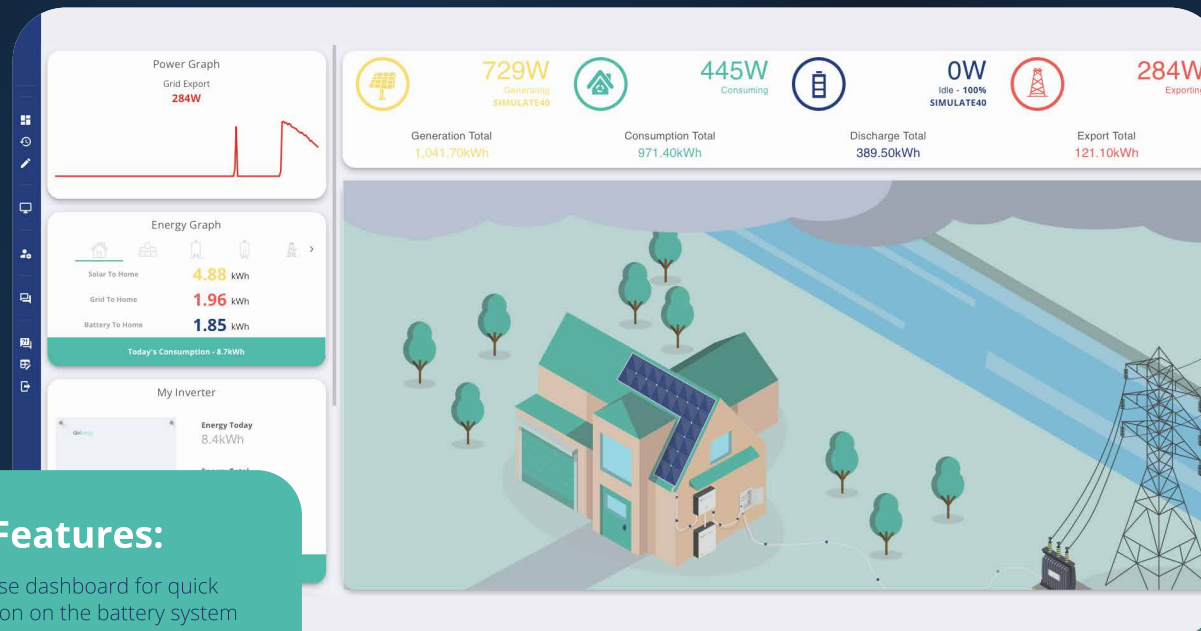 Power Graph
Grid Export
284W
729W
Generating
SIMULATE40
Generation Total
1,041.70kWh
445W
Consuming
Consumption Total
971.40kWh
0W
Idle - 100%
SIMULATE40
Discharge Total
389.50kWh
284W
Exporting
Export Total
121.10kWh
Energy Graph
Solar To Home 4.88 kWh
Grid To Home 1.96 kWh
Battery To Home 1.85 kWh
Today's Consumption - 8.7kWh
My Inverter
GivEnergy
Energy Today
8.4kWh
Features:
se dashboard for quick
on on the battery system